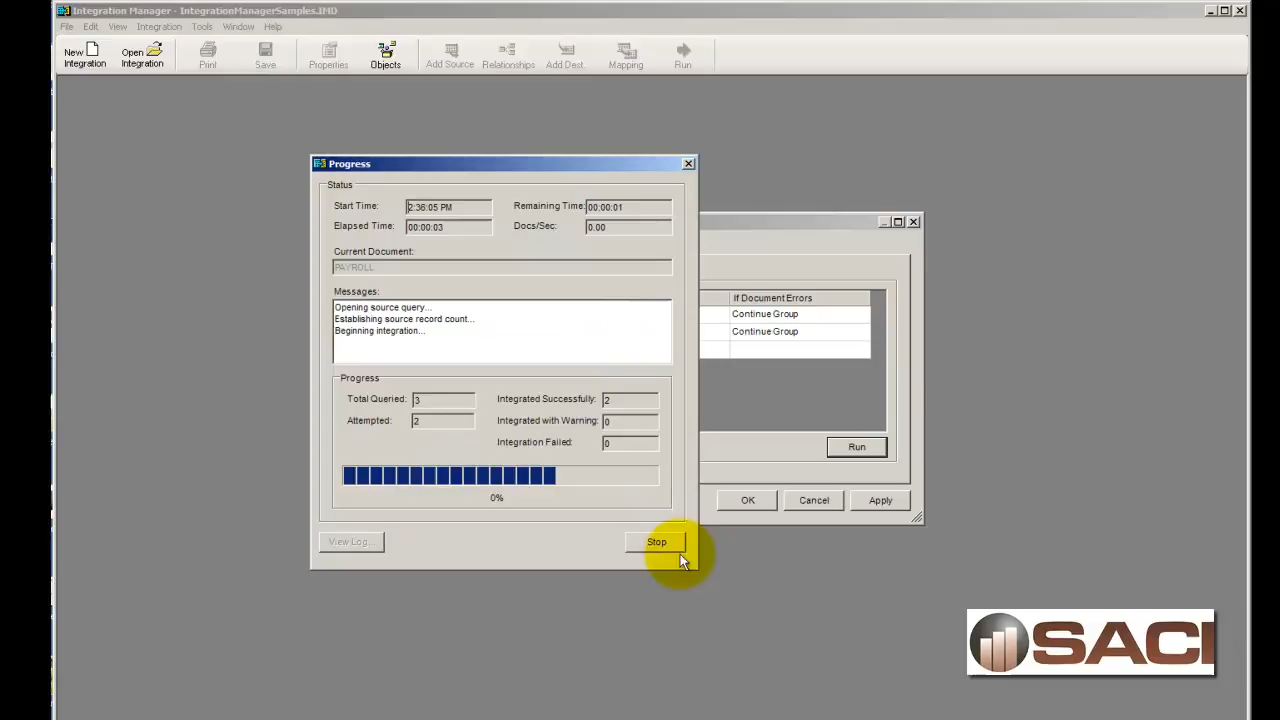 Integration Manager - IntegrationManagerSamples.IMD
File Edit View Integration Tools Window Help
New Integration
Open Integration
Print
Save
Properties
Objects
Add Source
Relationships
Add Dest.
Mapping
Run
Progress
Status
Start Time: 2:36:05 PM
Remaining Time: 00:00:01
Elapsed Time: 00:00:03
Docs/Sec: 0.00
Current Document:
PAYROLL
Messages:
Opening source query...
Establishing source record count...
Beginning integration...
Progress
Total Queried: 3
Integrated Successfully: 2
Attempted: 2
Integrated with Warning: 0
Integration Failed: 0
0%
View Log...
Stop
If Document Errors
Continue Group
Continue Group
Run
OK
Cancel
Apply
SACI